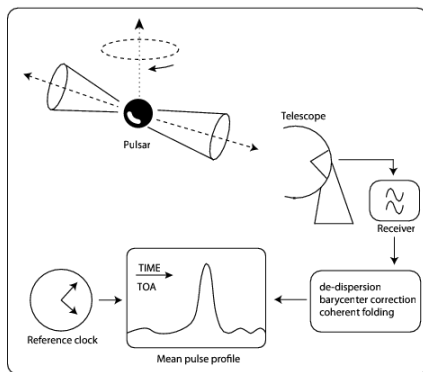 Pulsar
Telescope
Receiver
de-dispersion
barycenter correction
coherent folding
TIME
TOA
Mean pulse profile
Reference clock